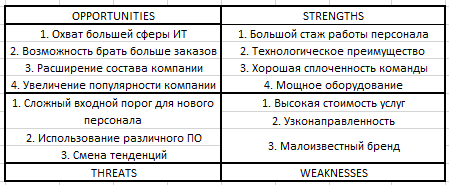 OPPORTUNITIES
1. Охват большей сферы ИТ
2. Возможность брать больше заказов
3. Расширение состава компании
4. Увеличение популярности компании
STRENGTHS
1. Большой стаж работы персонала
2. Технологическое преимущество
3. Хорошая сплоченность команды
4. Мощное оборудование
1. Сложный входной порог для нового
персонала
2. Использование различного ПО
3. Смена тенденций
THREATS
1. Высокая стоимость услуг
2. Узконаправленность
3. Малоизвестный бренд
WEAKNESSES